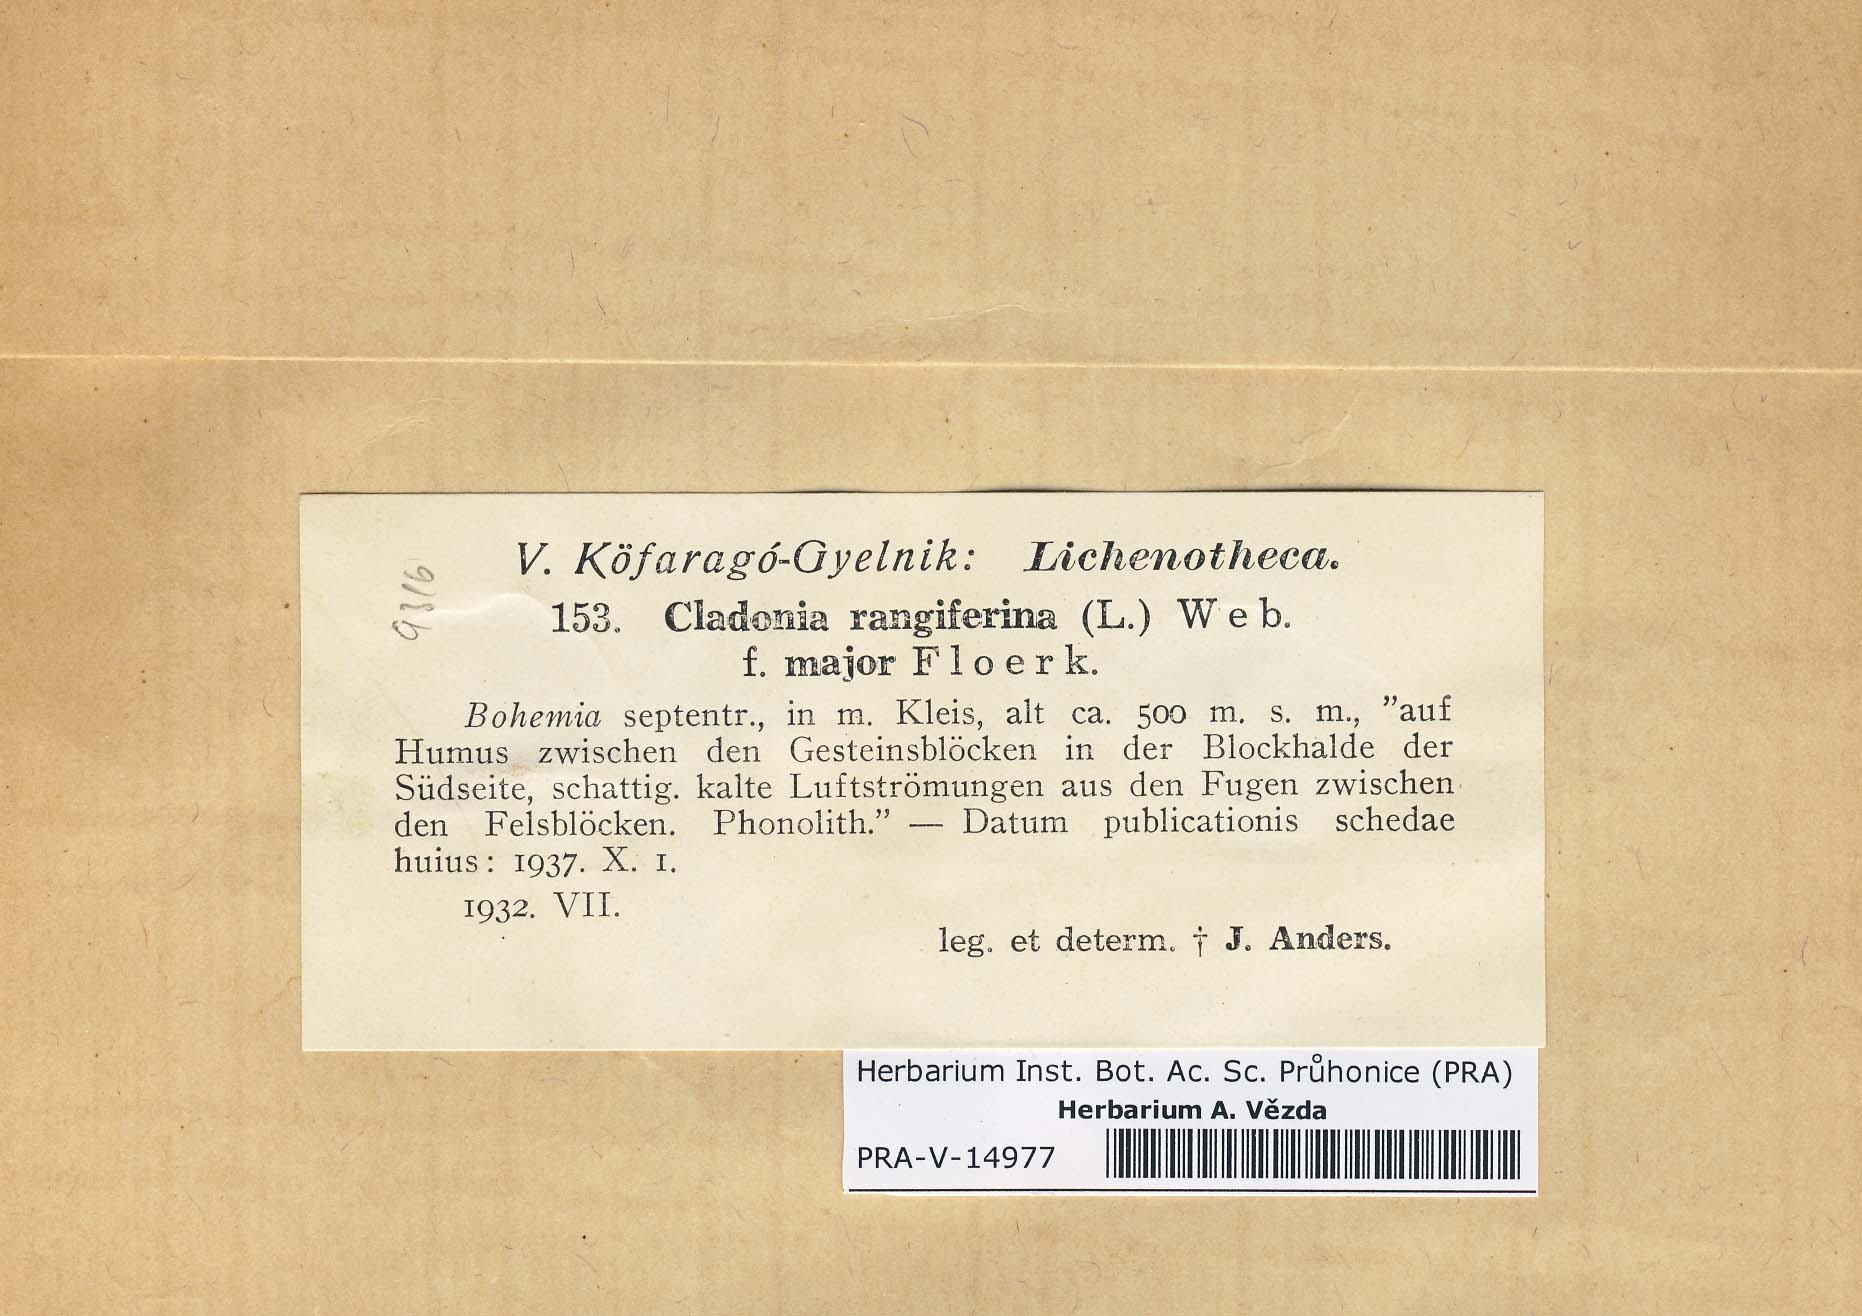 V. Köfaragó-Gyelnik: Lichenotheca.
153. Cladonia rangiferina (L.) Web.
f. major Floerk.
Bohemia septentr., in m. Kleis, alt ca. 500 m. s. m., ”auf
Humus zwischen den Gesteinsblöcken in der Blockhalde der
Südseite, schattig. kalte Luftströmungen aus den Fugen zwischen
den Felsblöcken. Phonolith.” — Datum publicationis schedae
huius: 1937. X. 1.
1932. VII.
leg. et determ. † J. Anders.
9316
Herbarium Inst. Bot. Ac. Sc. Průhonice (PRA)
Herbarium A. Vězda
PRA-V-14977